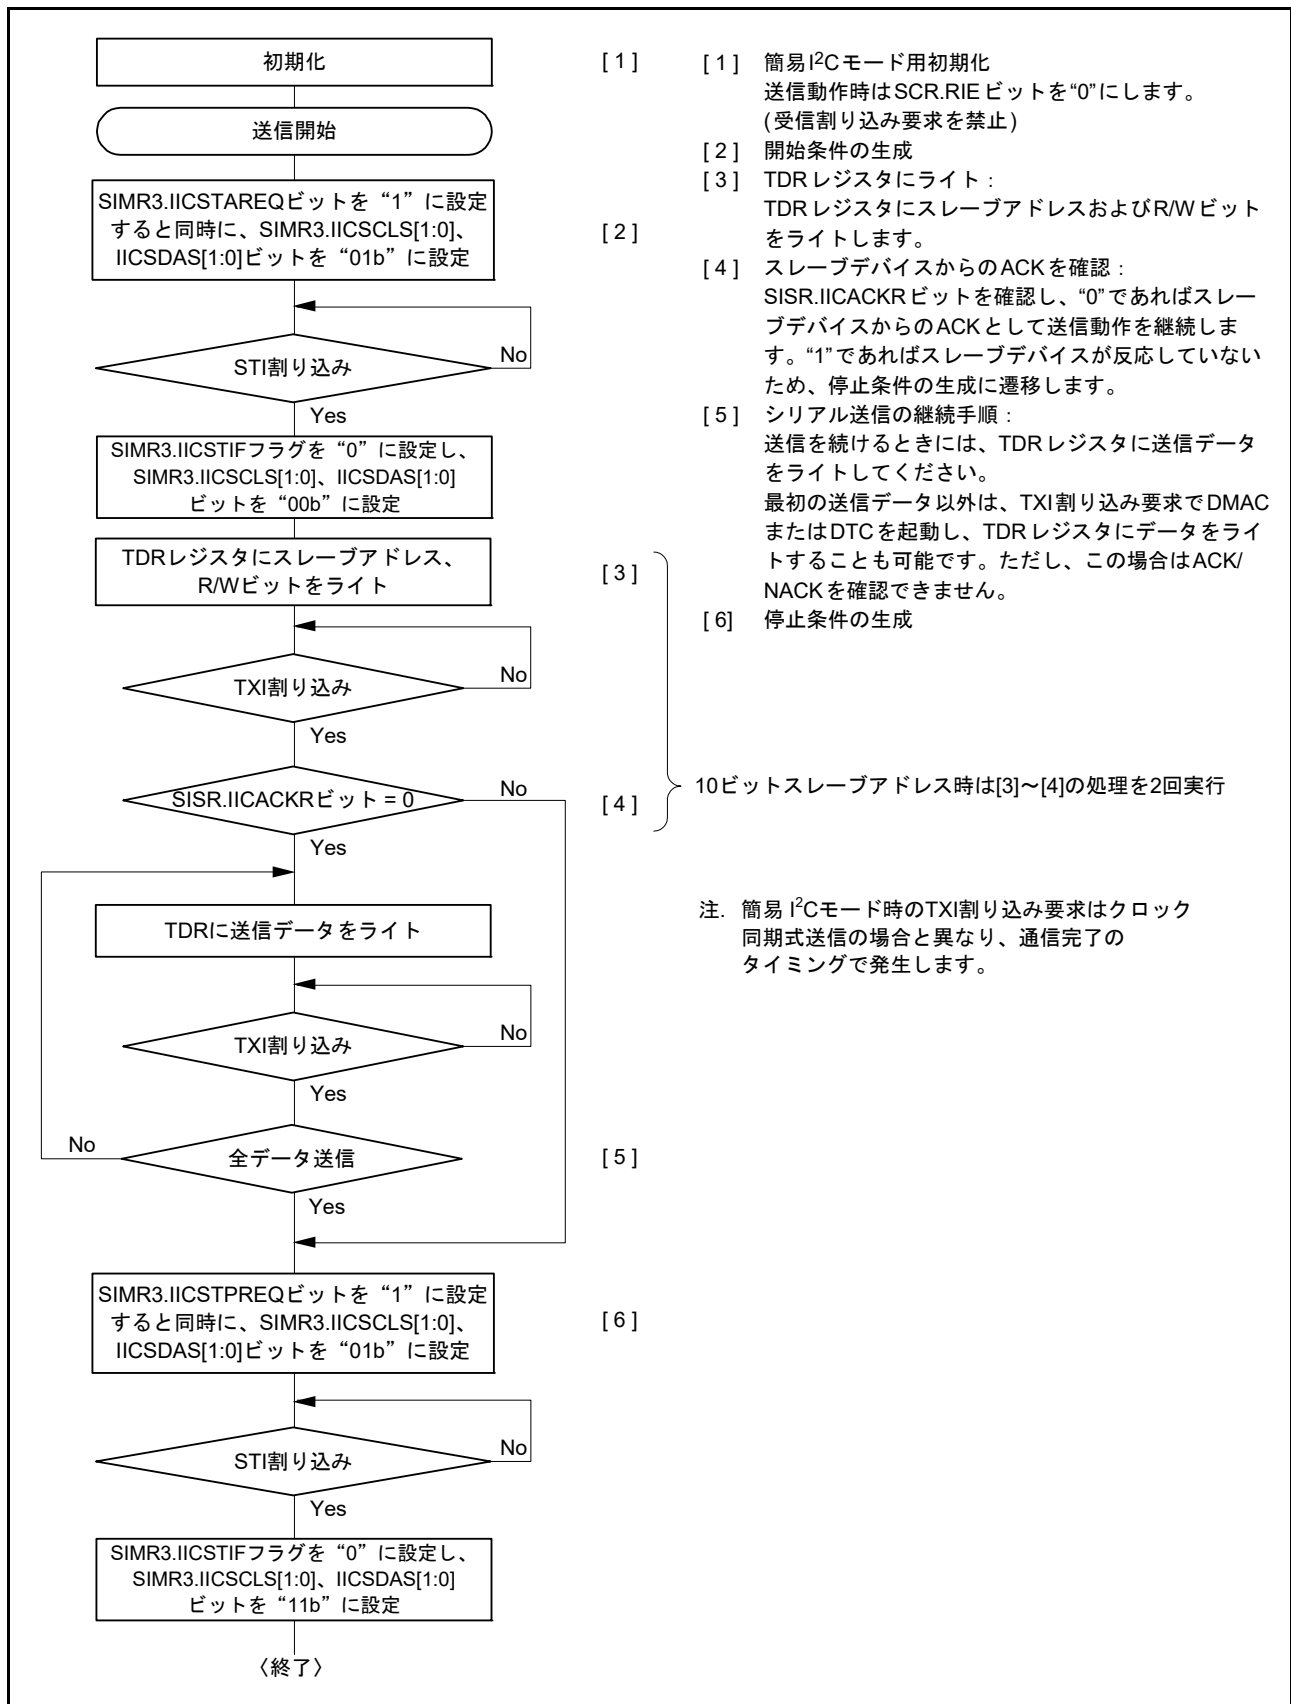 初期化
[ 1 ]
送信開始
SIMR3.IICSTAREQビットを“1”に設定
すると同時に、SIMR3.IICSCLS[1:0]、
IICSDAS[1:0]ビットを“01b”に設定
[ 2 ]
STI割り込み
No
Yes
SIMR3.IICSTIFフラグを“0”に設定し、
SIMR3.IICSCLS[1:0]、IICSDAS[1:0]
ビットを“00b”に設定
TDRレジスタにスレーブアドレス、
R/Wビットをライト
[ 3 ]
TXI割り込み
No
Yes
SISR.IICACKRビット = 0
No
[ 4 ]
Yes
10ビットスレーブアドレス時は[3]～[4]の処理を2回実行
TDRに送信データをライト
TXI割り込み
No
Yes
全データ送信
No
[ 5 ]
Yes
SIMR3.IICSTPREQビットを“1”に設定
すると同時に、SIMR3.IICSCLS[1:0]、
IICSDAS[1:0]ビットを“01b”に設定
[ 6 ]
STI割り込み
No
Yes
SIMR3.IICSTIFフラグを“0”に設定し、
SIMR3.IICSCLS[1:0]、IICSDAS[1:0]
ビットを“11b”に設定
〈終了〉
[ 1 ] 簡易I2Cモード用初期化
送信動作時はSCR.RIEビットを“0”にします。
(受信割り込み要求を禁止)
[ 2 ] 開始条件の生成
[ 3 ] TDRレジスタにライト：
TDRレジスタにスレーブアドレスおよびR/Wビット
をライトします。
[ 4 ] スレーブデバイスからのACKを確認：
SISR.IICACKRビットを確認し、“0”であればスレー
ブデバイスからのACKとして送信動作を継続しま
す。“1”であればスレーブデバイスが反応していない
ため、停止条件の生成に遷移します。
[ 5 ] シリアル送信の継続手順：
送信を続けるときには、TDRレジスタに送信データ
をライトしてください。
最初の送信データ以外は、TXI割り込み要求でDMAC
またはDTCを起動し、TDRレジスタにデータをライ
トすることも可能です。ただし、この場合はACK/
NACKを確認できません。
[ 6] 停止条件の生成
注. 簡易 I2Cモード時のTXI割り込み要求はクロック
同期式送信の場合と異なり、通信完了の
タイミングで発生します。